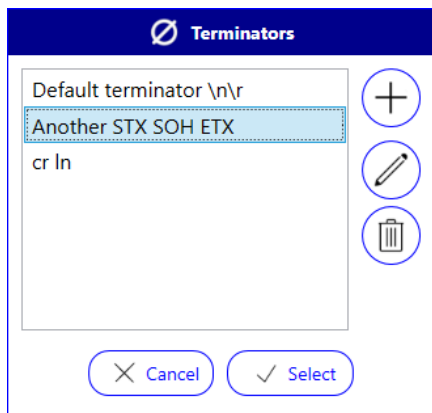 Terminators
Default terminator \n\r
Another STX SOH ETX
cr ln
Cancel
Select